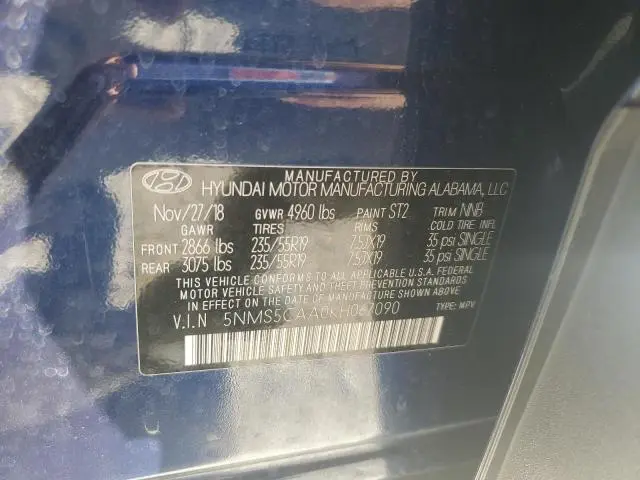 MANUFACTURED BY
HYUNDAI MOTOR MANUFACTURING ALABAMA, LLC
Nov/27/18 GVWR 4960 lbs PAINT ST2 TRIM NNB
GAWR TIRES RIMS COLD TIRE INFL
FRONT 2866 lbs 235/55R19 7.5JX19 35 psi SINGLE
REAR 3075 lbs 235/55R19 7.5JX19 35 psi SINGLE
THIS VEHICLE CONFORMS TO ALL APPLICABLE U.S.A. FEDERAL
MOTOR VEHICLE SAFETY, BUMPER, AND THEFT PREVENTION STANDARDS
IN EFFECT ON THE DATE OF MANUFACTURE SHOWN ABOVE.
V.I.N 5NMS5CAA0KH067090 TYPE: MPV